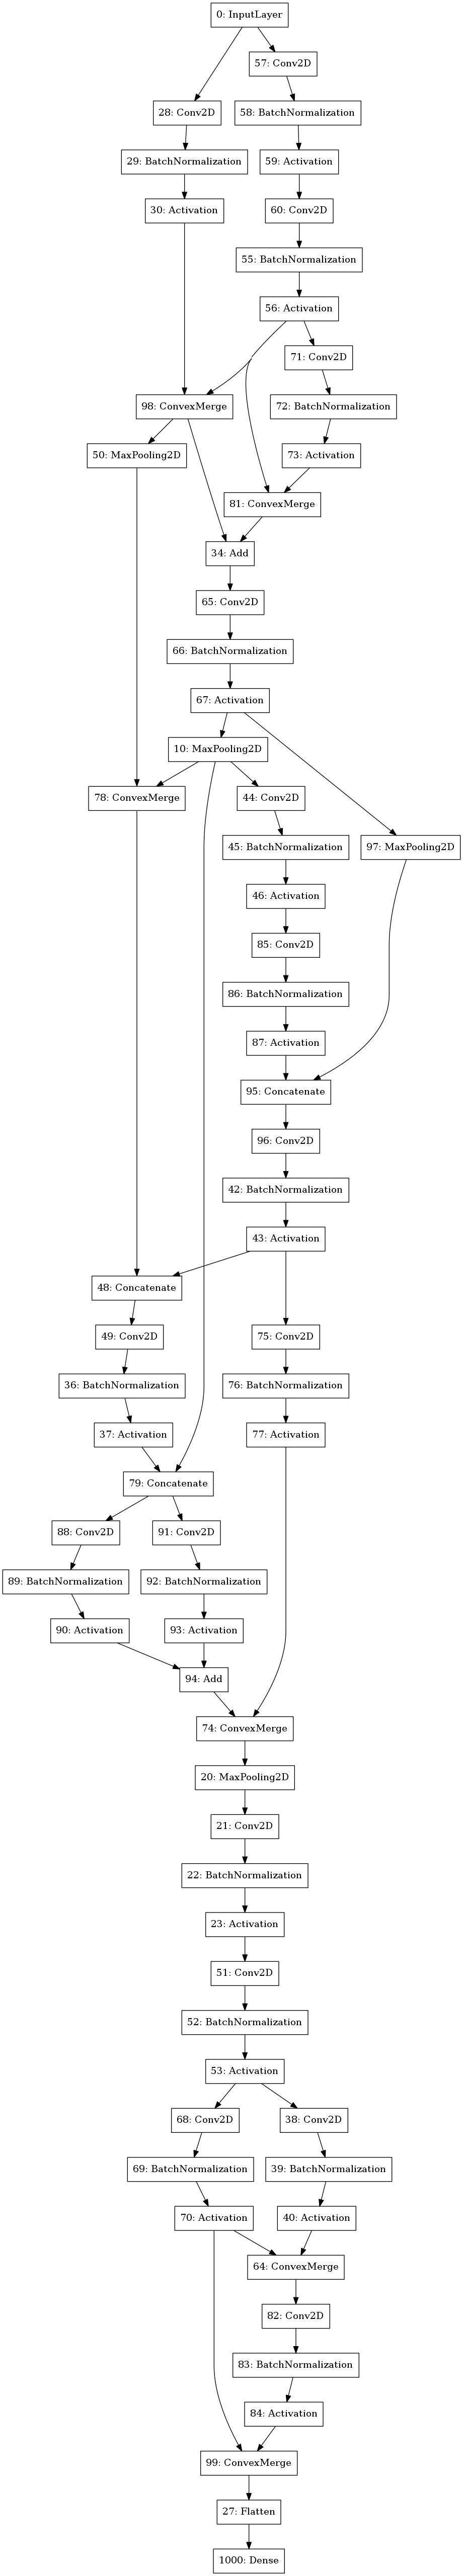 0: InputLayer
57: Conv2D
28: Conv2D
58: BatchNormalization
29: BatchNormalization
59: Activation
30: Activation
60: Conv2D
55: BatchNormalization
56: Activation
71: Conv2D
98: ConvexMerge
72: BatchNormalization
50: MaxPooling2D
73: Activation
81: ConvexMerge
34: Add
65: Conv2D
66: BatchNormalization
67: Activation
10: MaxPooling2D
78: ConvexMerge
44: Conv2D
45: BatchNormalization
97: MaxPooling2D
46: Activation
85: Conv2D
86: BatchNormalization
87: Activation
95: Concatenate
96: Conv2D
42: BatchNormalization
43: Activation
48: Concatenate
49: Conv2D
75: Conv2D
36: BatchNormalization
76: BatchNormalization
37: Activation
77: Activation
79: Concatenate
88: Conv2D
91: Conv2D
89: BatchNormalization
92: BatchNormalization
90: Activation
93: Activation
94: Add
74: ConvexMerge
20: MaxPooling2D
21: Conv2D
22: BatchNormalization
23: Activation
51: Conv2D
52: BatchNormalization
53: Activation
68: Conv2D
38: Conv2D
69: BatchNormalization
39: BatchNormalization
70: Activation
40: Activation
64: ConvexMerge
82: Conv2D
83: BatchNormalization
84: Activation
99: ConvexMerge
27: Flatten
1000: Dense